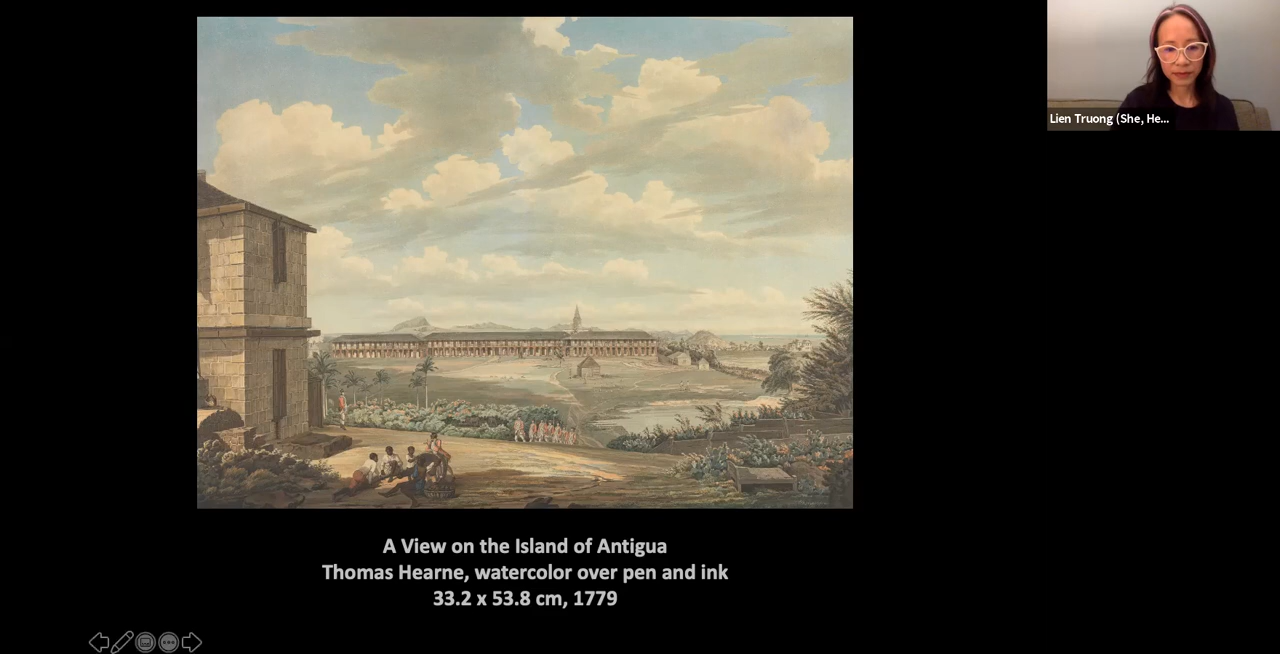 Lien Truong (She, He...
A View on the Island of Antigua
Thomas Hearne, watercolor over pen and ink
33.2 x 53.8 cm, 1779